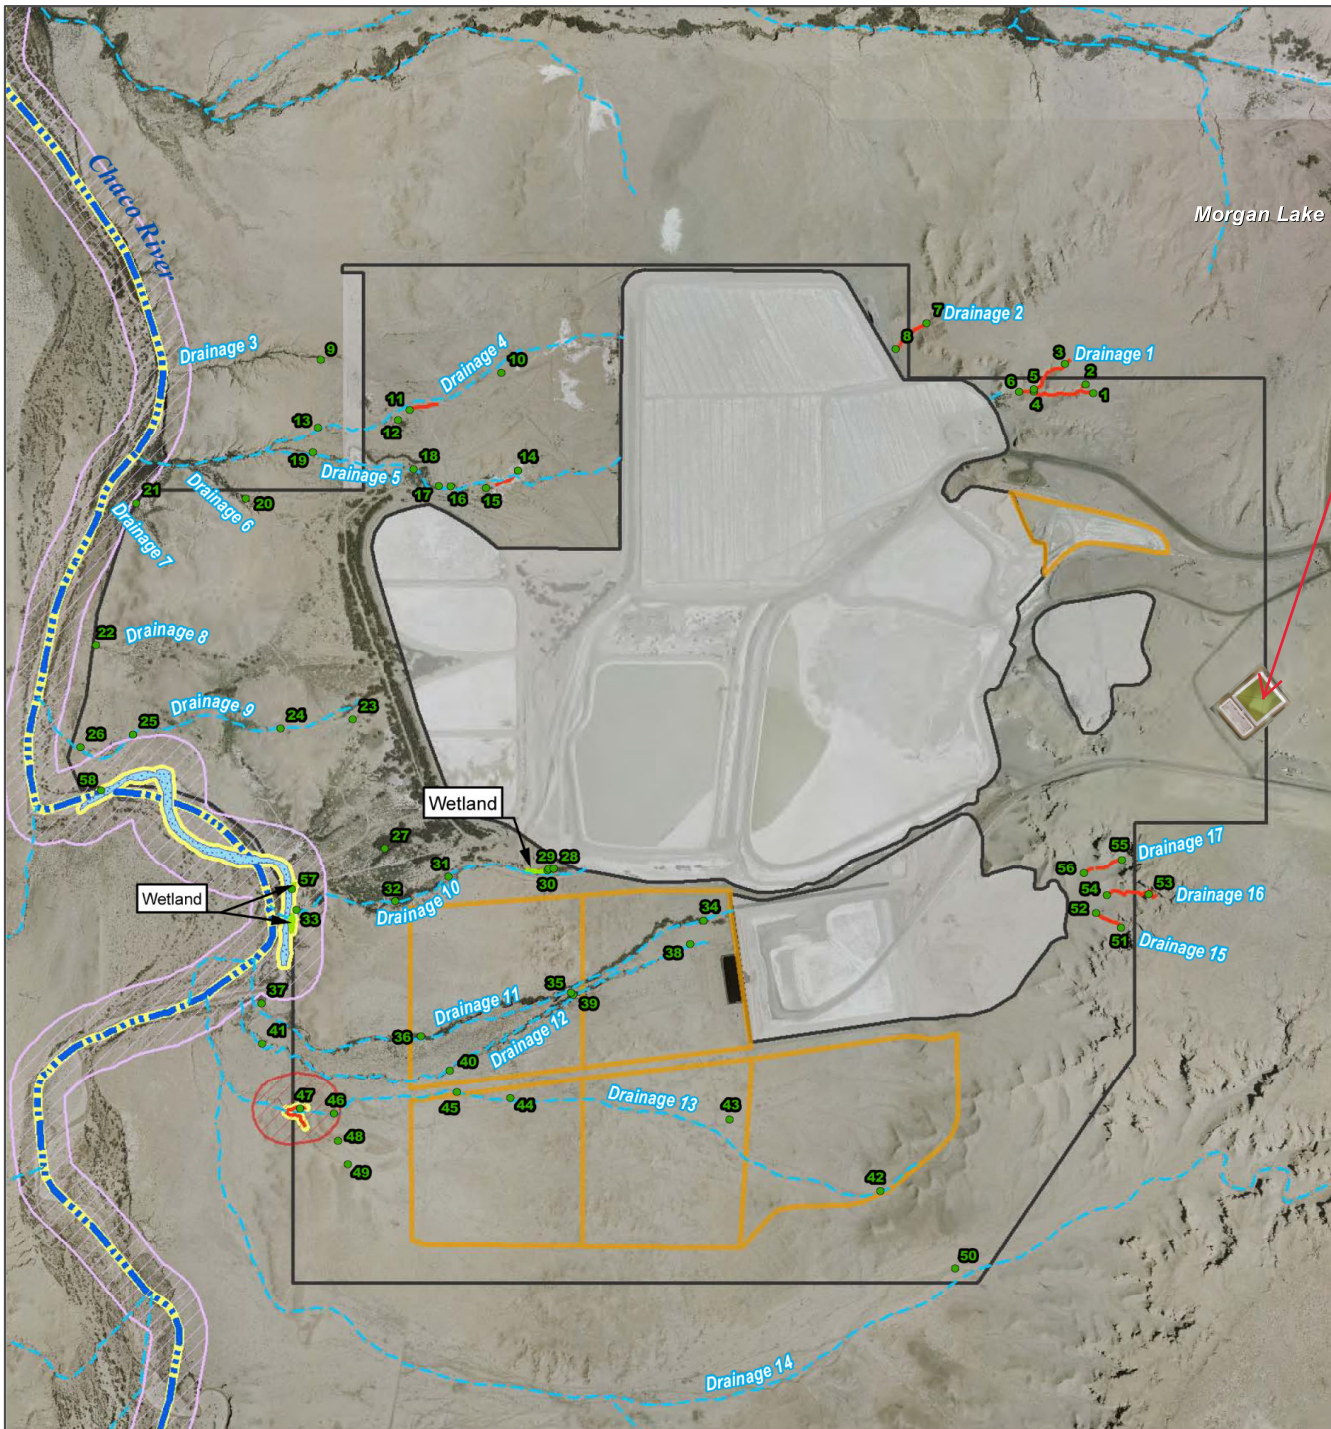 Chaco River
Morgan Lake
7
Drainage 2
8
3
Drainage 1
Drainage 3
9
Drainage 4
10
5
2
6
4
1
11
12
13
18
14
19
Drainage 5
17
16
15
21
20
Drainage 6
Drainage 7
22
Drainage 8
Drainage 9
23
25
24
26
58
Wetland
27
55
Drainage 17
29
28
31
56
30
57
32
54
53
Drainage 16
Wetland
Drainage 10
52
33
34
51
Drainage 15
38
37
35
Drainage 11
39
41
36
Drainage 12
40
47
46
45
44
Drainage 13
43
48
49
42
50
Drainage 14